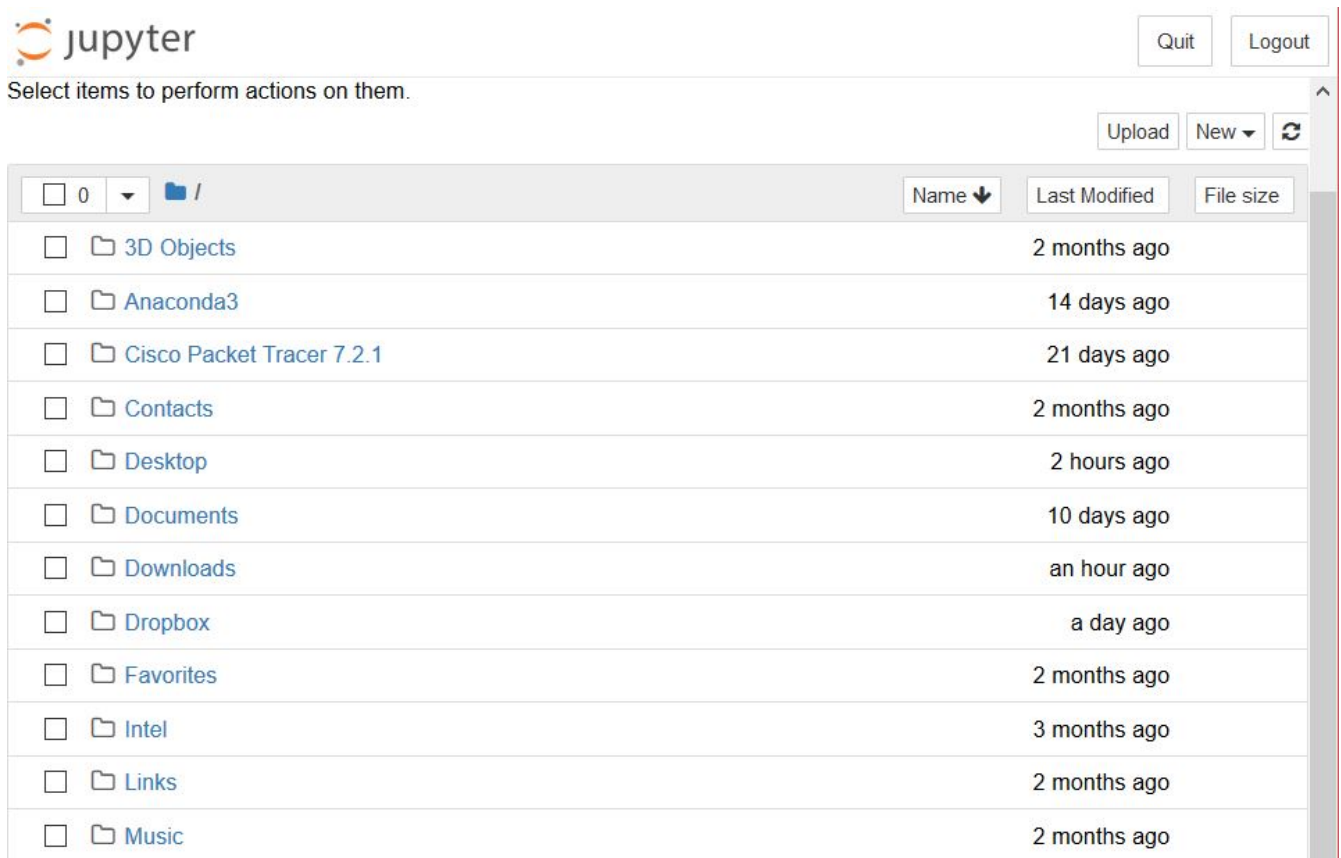 jupyter
Quit Logout
Select items to perform actions on them.
Upload New
0 / Name Last Modified File size
3D Objects 2 months ago
Anaconda3 14 days ago
Cisco Packet Tracer 7.2.1 21 days ago
Contacts 2 months ago
Desktop 2 hours ago
Documents 10 days ago
Downloads an hour ago
Dropbox a day ago
Favorites 2 months ago
Intel 3 months ago
Links 2 months ago
Music 2 months ago